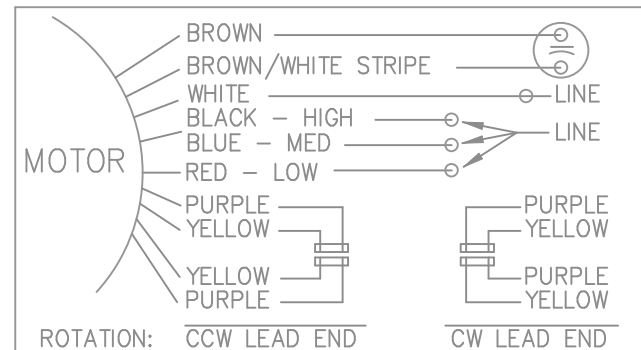 BROWN
BROWN/WHITE STRIPE
WHITE LINE
BLACK - HIGH
BLUE - MED LINE
MOTOR
RED - LOW
PURPLE PURPLE
YELLOW YELLOW
YELLOW PURPLE
PURPLE YELLOW
ROTATION: CCW LEAD END CW LEAD END